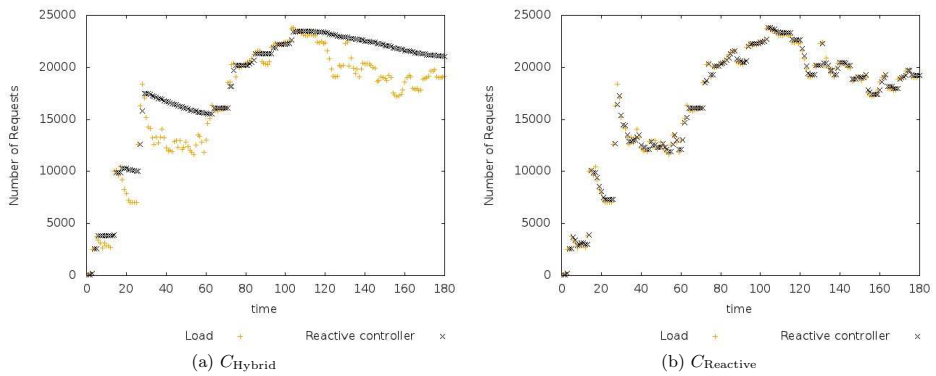 25000
20000
15000
10000
5000
0
Number of Requests
0 20 40 60 80 100 120 140 160 180
time
Load + Reactive controller ×
(a) C_Hybrid
25000
20000
15000
10000
5000
0
Number of Requests
0 20 40 60 80 100 120 140 160 180
time
Load + Reactive controller ×
(b) C_Reactive